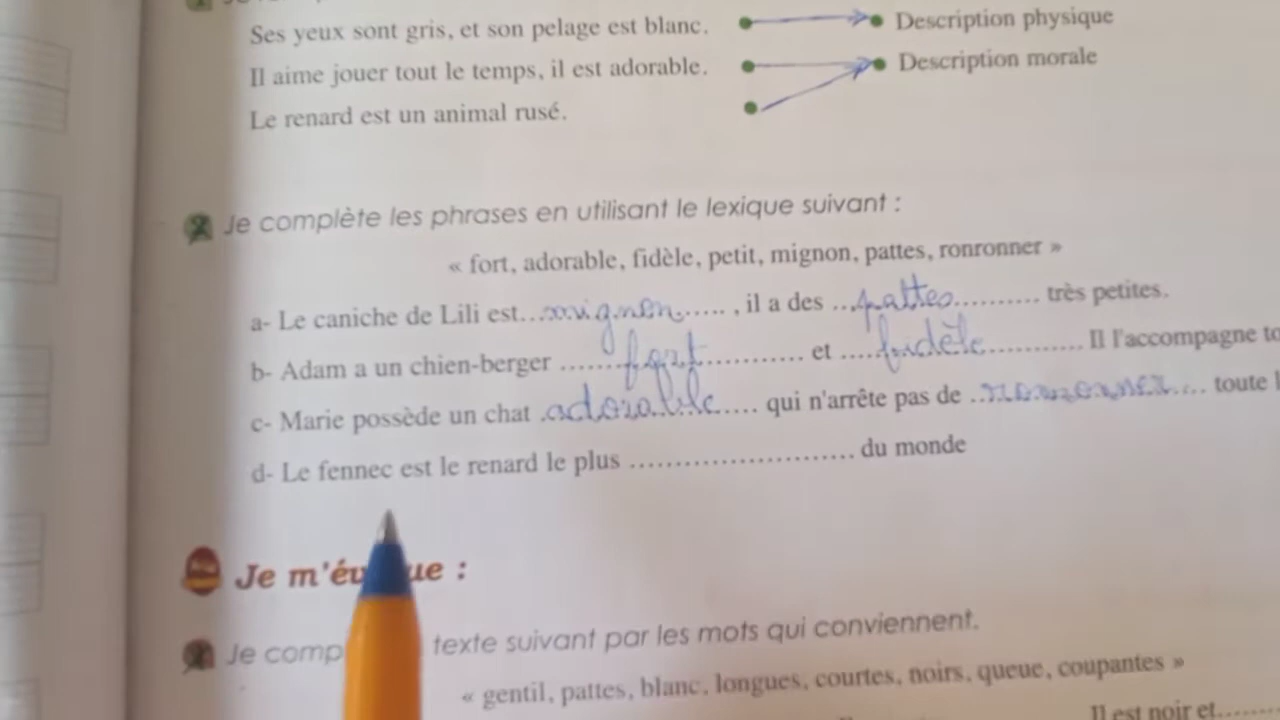 Ses yeux sont gris, et son pelage est blanc. Description physique
Il aime jouer tout le temps, il est adorable. Description morale
Le renard est un animal rusé.
Je complète les phrases en utilisant le lexique suivant :
« fort, adorable, fidèle, petit, mignon, pattes, ronronner »
a- Le caniche de Lili est...mignon......, il a des ...pattes.......... très petites.
b- Adam a un chien-berger .......fort............ et ....fidèle............ Il l'accompagne
c- Marie possède un chat .adorable..... qui n'arrête pas de ..ronronner.... toute
d- Le fennec est le renard le plus ......................... du monde
Je m'év ue :
Je comp texte suivant par les mots qui conviennent.
« gentil, pattes, blanc, longues, courtes, noirs, queue, coupantes »
Il est noir et........